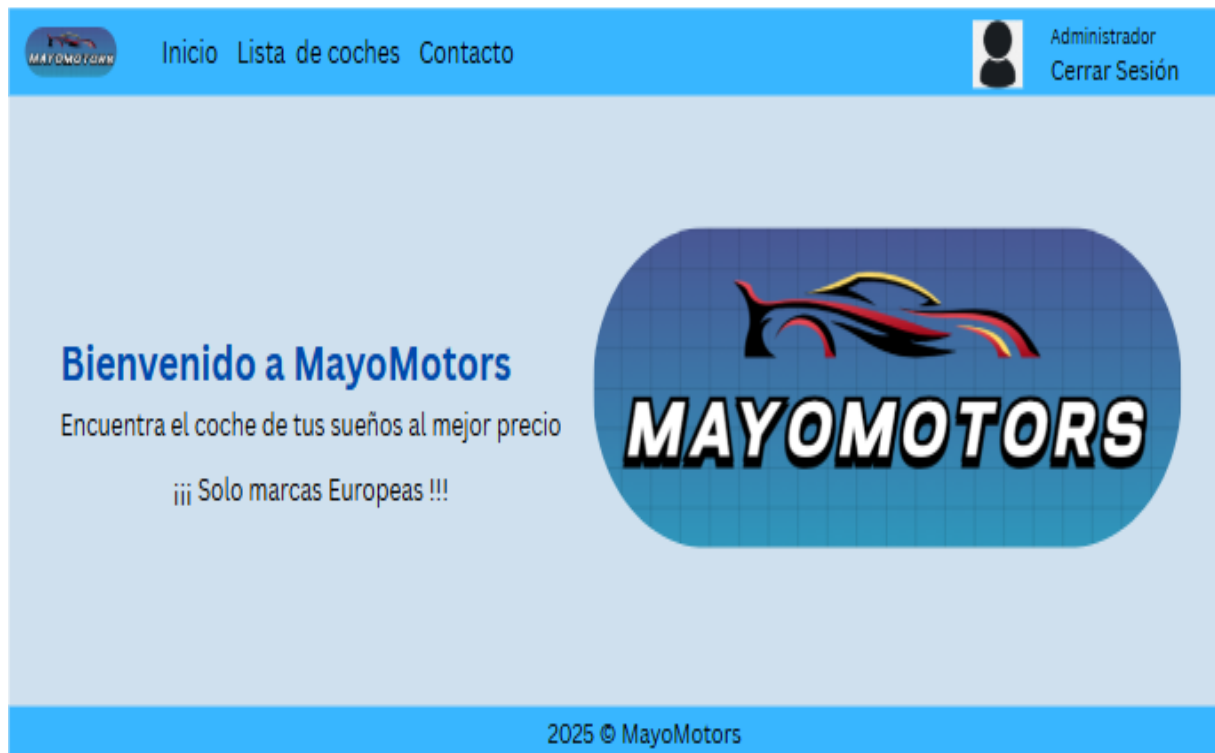 MAYOMOTORS
Inicio Lista de coches Contacto
Administrador
Cerrar Sesión
Bienvenido a MayoMotors
Encuentra el coche de tus sueños al mejor precio
¡¡¡ Solo marcas Europeas !!!
MAYOMOTORS
2025 © MayoMotors